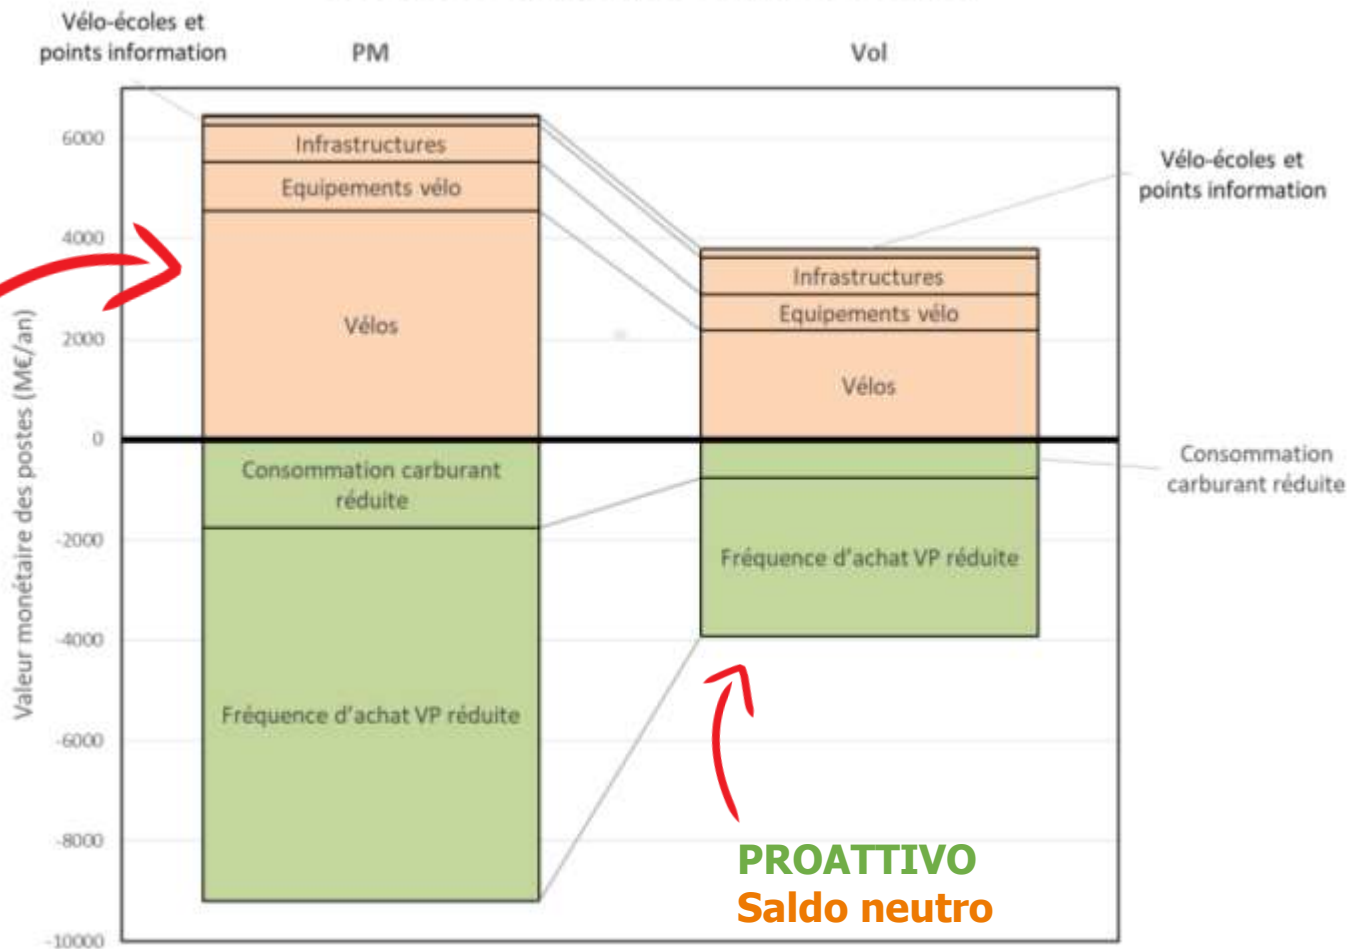 Vélo-écoles et
points information
PM
Vol
6000
4000
2000
0
-2000
-4000
-6000
-8000
-10000
Valeur monétaire des postes (M€/an)
Infrastructures
Equipements vélo
Vélos
Consommation carburant
réduite
Fréquence d'achat VP réduite
Infrastructures
Equipements vélo
Vélos
Fréquence d'achat VP réduite
Vélo-écoles et
points information
Consommation
carburant réduite
PROATTIVO
Saldo neutro